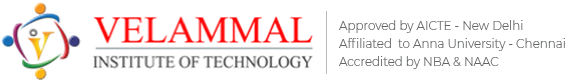 V
VELAMMAL
INSTITUTE OF TECHNOLOGY
Approved by AICTE - New Delhi
Affiliated to Anna University - Chennai
Accredited by NBA & NAAC